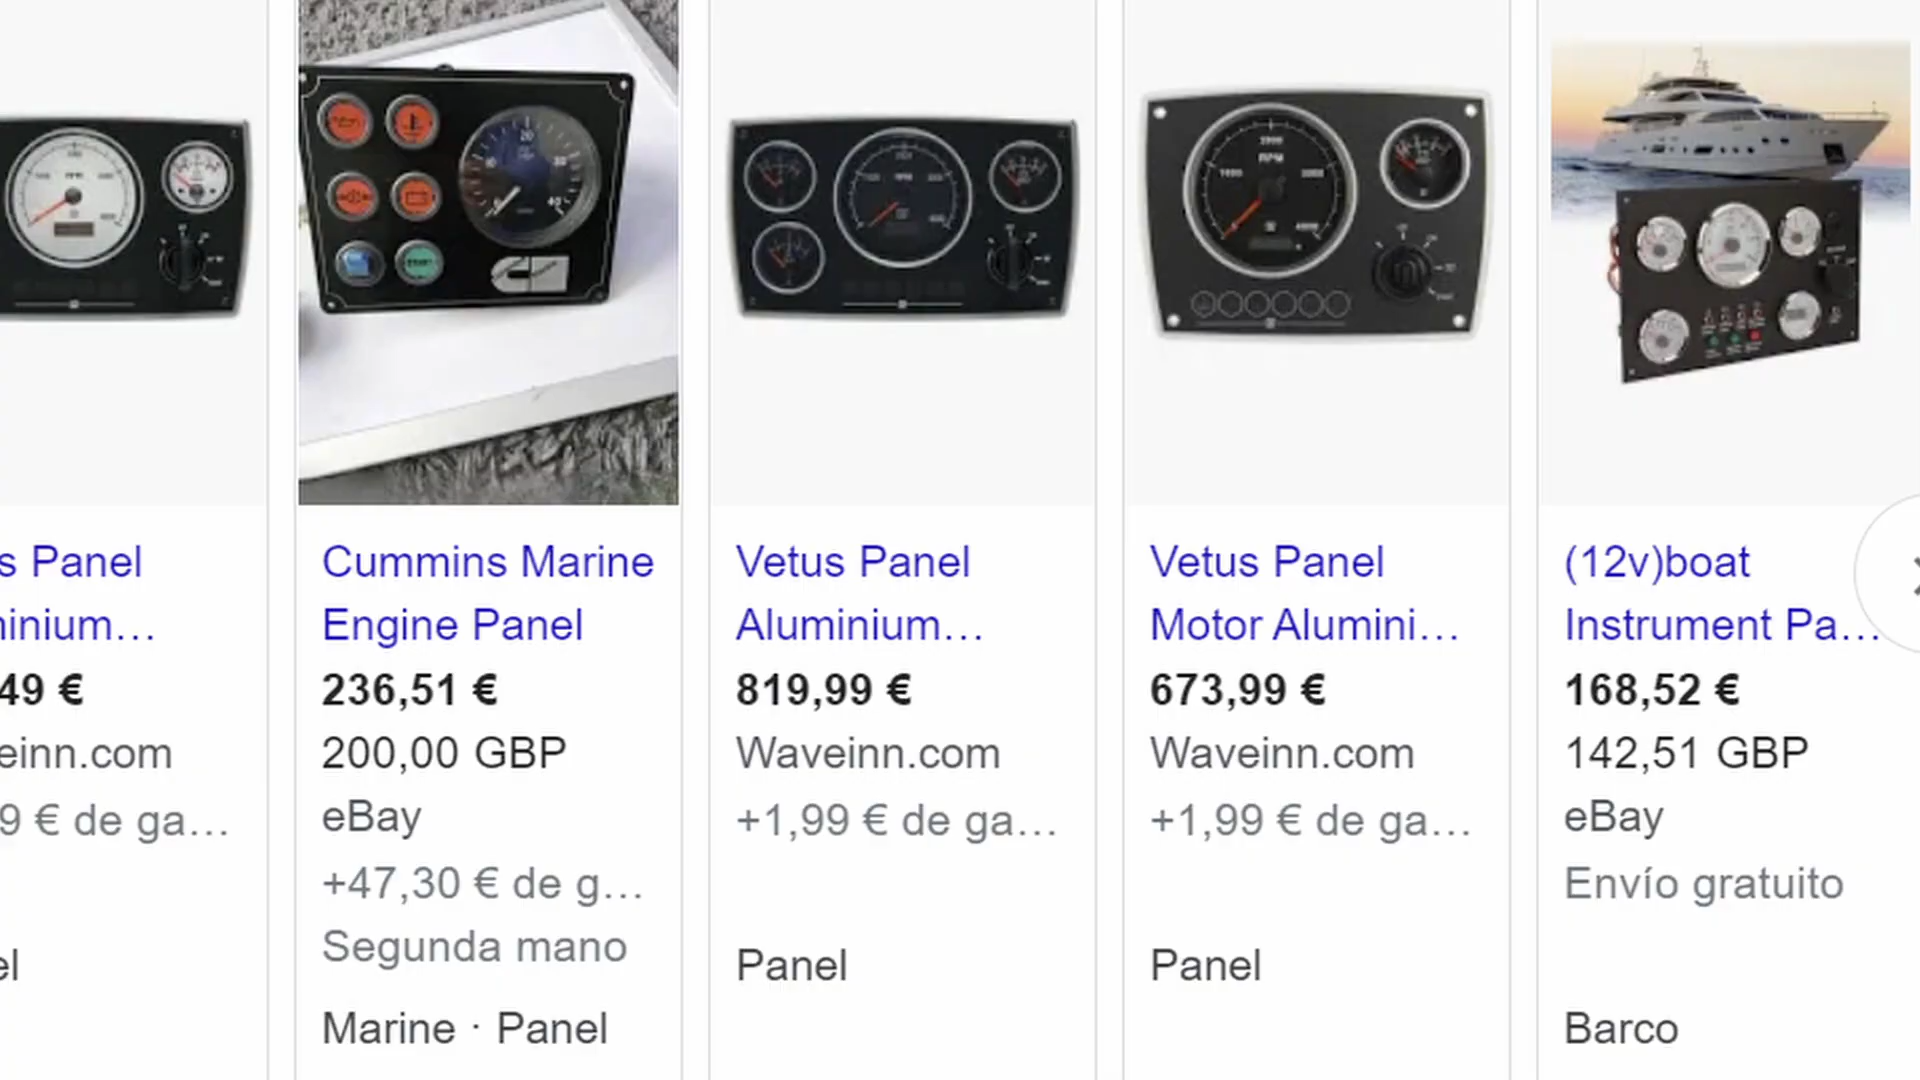 s Panel
inium...
49 €
einn.com
9 € de ga...
el
Cummins Marine
Engine Panel
236,51 €
200,00 GBP
eBay
+47,30 € de g...
Segunda mano
Marine · Panel
Vetus Panel
Aluminium...
819,99 €
Waveinn.com
+1,99 € de ga...
Panel
Vetus Panel
Motor Alumini...
673,99 €
Waveinn.com
+1,99 € de ga...
Panel
(12v)boat
Instrument Pa...
168,52 €
142,51 GBP
eBay
Envío gratuito
Barco